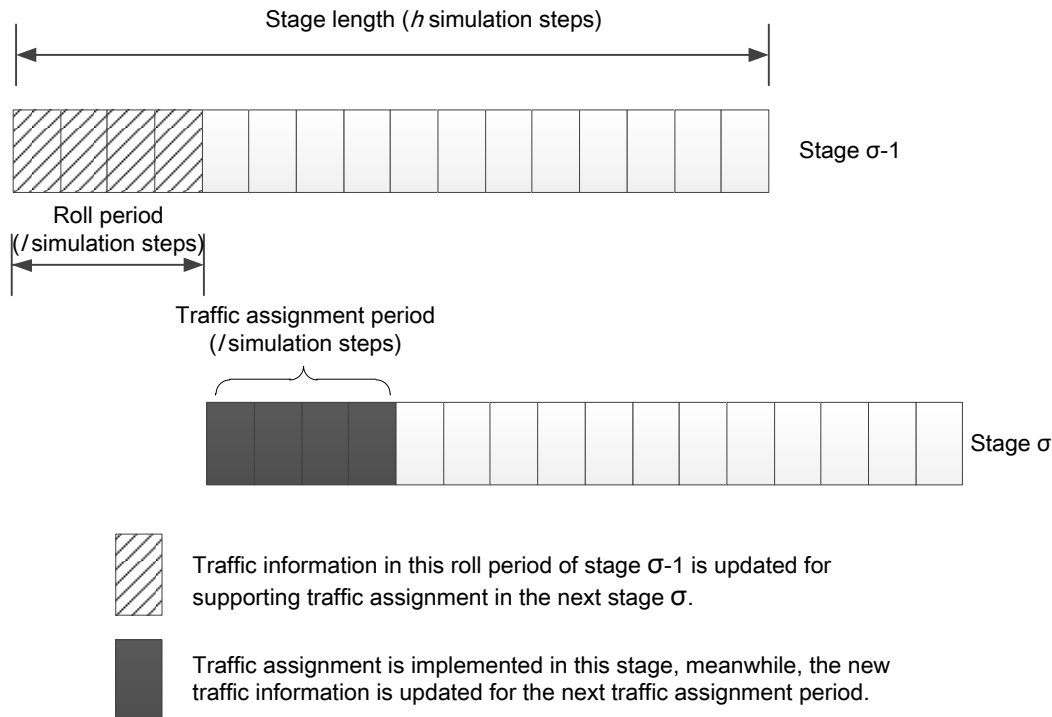 Stage length (h simulation steps)
Stage σ-1
Roll period
(l simulation steps)
Traffic assignment period
(l simulation steps)
Stage σ
Traffic information in this roll period of stage σ-1 is updated for
supporting traffic assignment in the next stage σ.
Traffic assignment is implemented in this stage, meanwhile, the new
traffic information is updated for the next traffic assignment period.